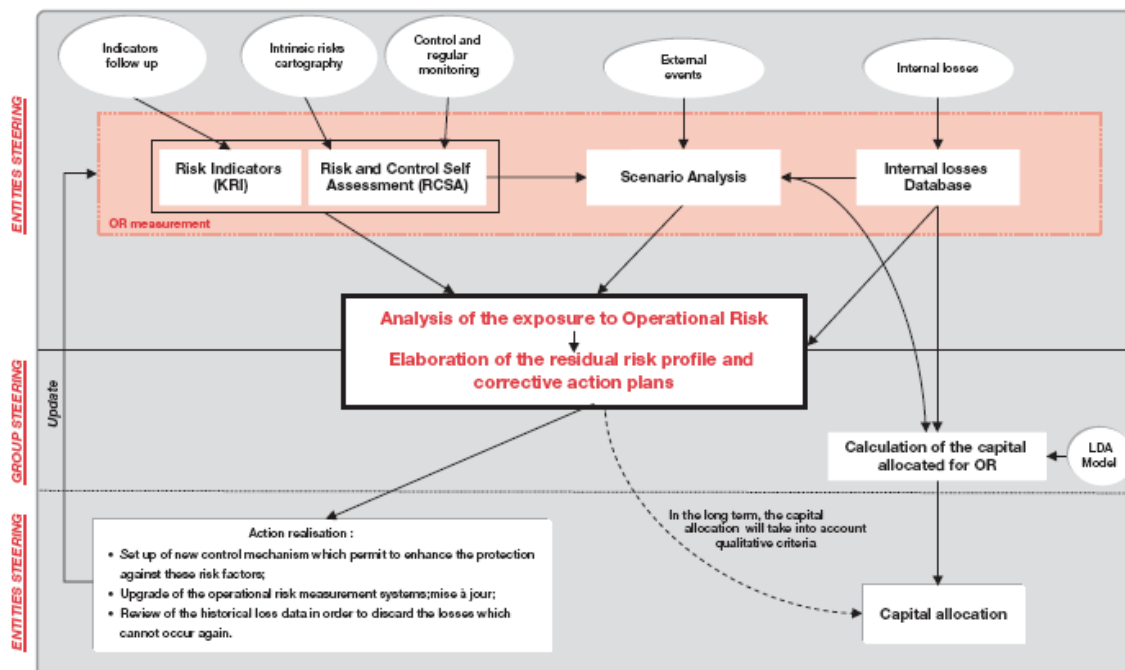 Indicators
follow up
Intrinsic risks
cartography
Control and
regular
monitoring
External
events
Internal losses
ENTITIES STEERING
Risk Indicators
(KRI)
Risk and Control Self
Assessment (RCSA)
Scenario Analysis
Internal losses
Database
OR measurement
Analysis of the exposure to Operational Risk
Elaboration of the residual risk profile and
corrective action plans
GROUP STEERING
Update
Calculation of the capital
allocated for OR
LDA
Model
ENTITIES STEERING
Action realisation :
• Set up of new control mechanism which permit to enhance the protection
against these risk factors;
• Upgrade of the operational risk measurement systems;mise à jour;
• Review of the historical loss data in order to discard the losses which
cannot occur again.
In the long term, the capital
allocation will take into account
qualitative criteria
Capital allocation